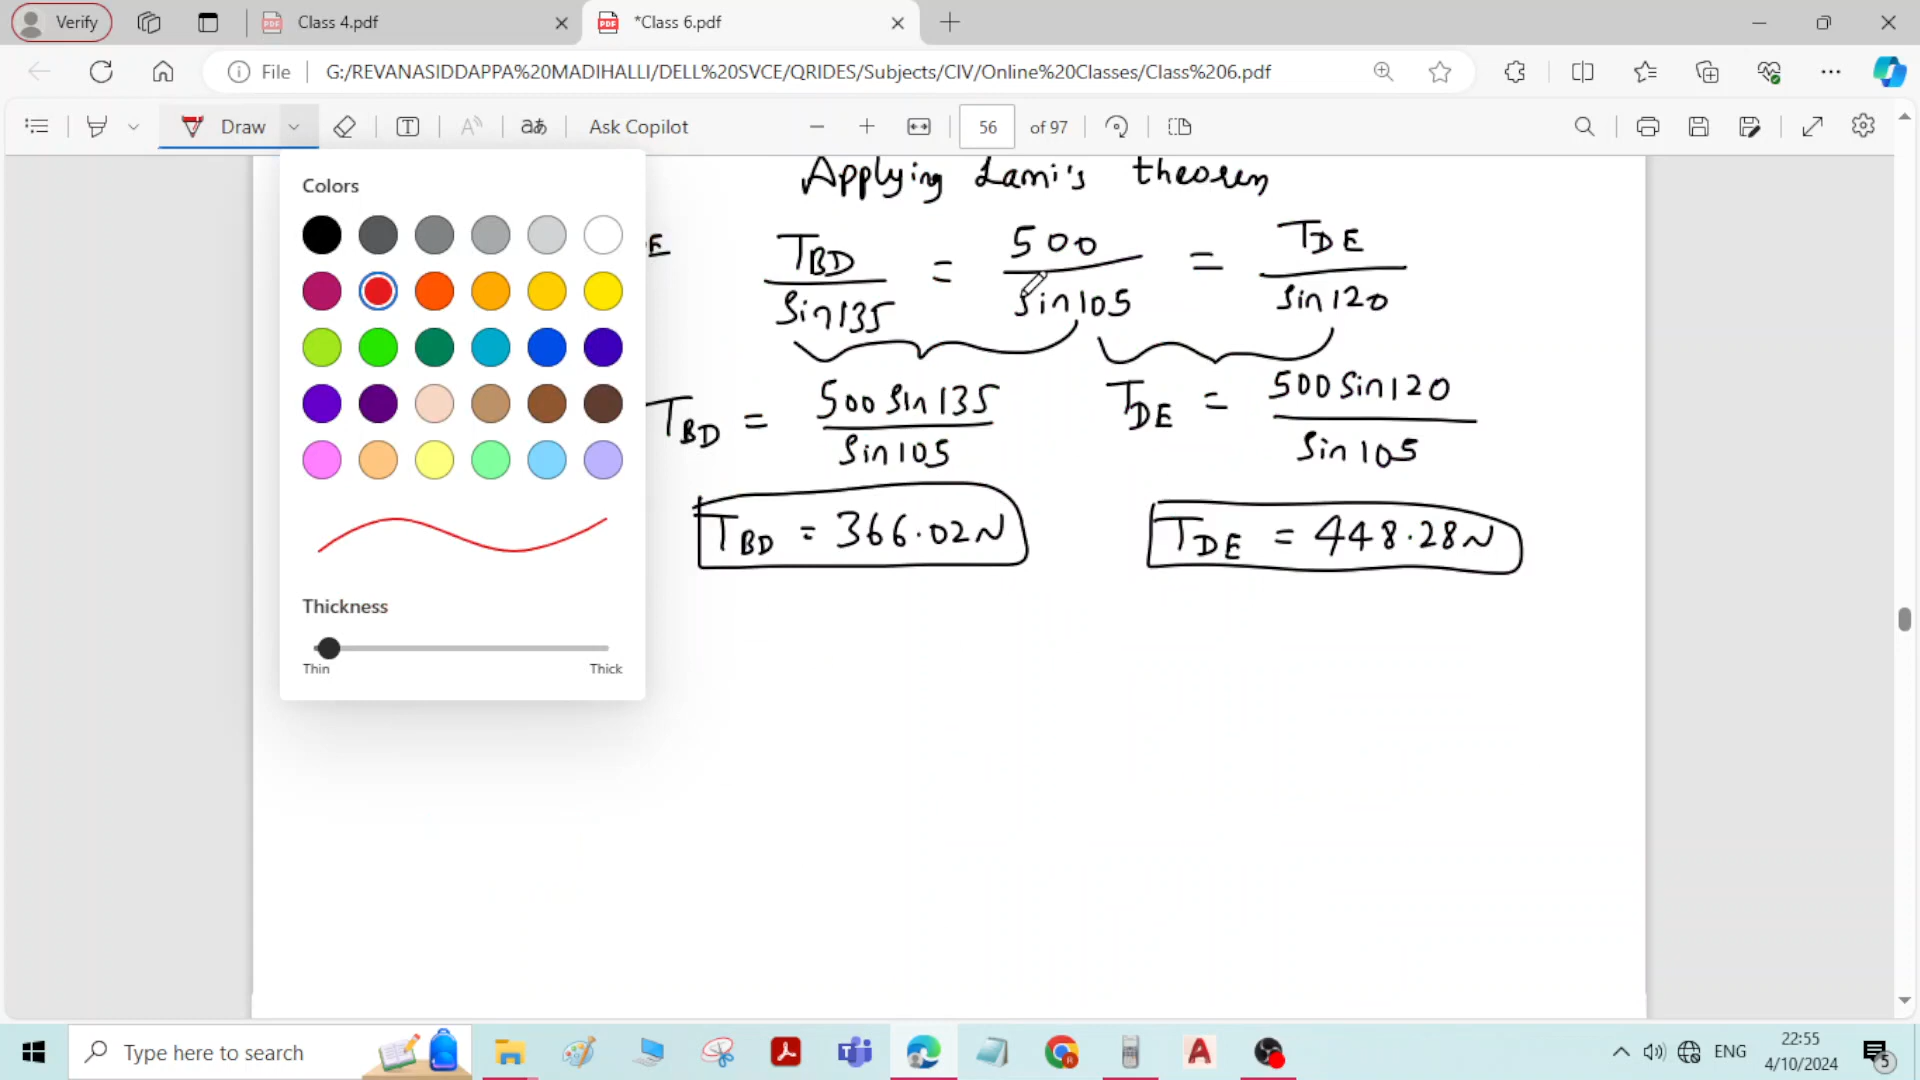 Verify
Class 4.pdf
*Class 6.pdf
File
G:/REVANASIDDAPPA%20MADIHALLI/DELL%20SVCE/QRIDES/Subjects/CIV/Online%20Classes/Class%206.pdf
Draw
Ask Copilot
56 of 97
Colors
Thickness
Thin
Thick
Applying Lami's theorem
E
TBD / Sin135 = 500 / Sin105 = TDE / Sin120
TBD = 500 Sin135 / Sin105
TDE = 500 Sin120 / Sin105
TBD = 366.02N
TDE = 448.28N
Type here to search
ENG
22:55
4/10/2024
5